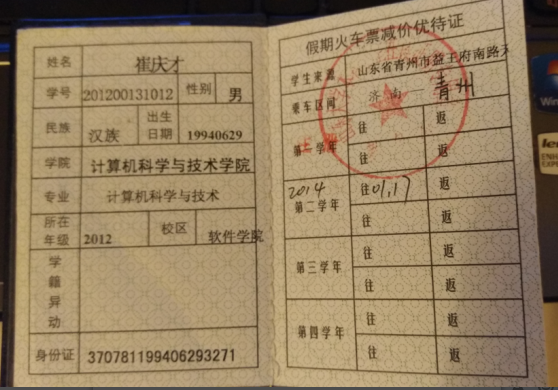 姓名 崔庆才
学号 201200131012 性别 男
民族 汉族 出生日期 19940629
学院 计算机科学与技术学院
专业 计算机科学与技术
所在年级 2012 校区 软件学院
学籍异动
身份证 370781199406293271
假期火车票减价优待证
学生来源 山东省青州市益王府南路
乘车区间 济南 青州
第一学年 往 返
往 返
2014
第二学年 往01.17 返
往 返
第三学年 往 返
往 返
第四学年 往 返
往 返